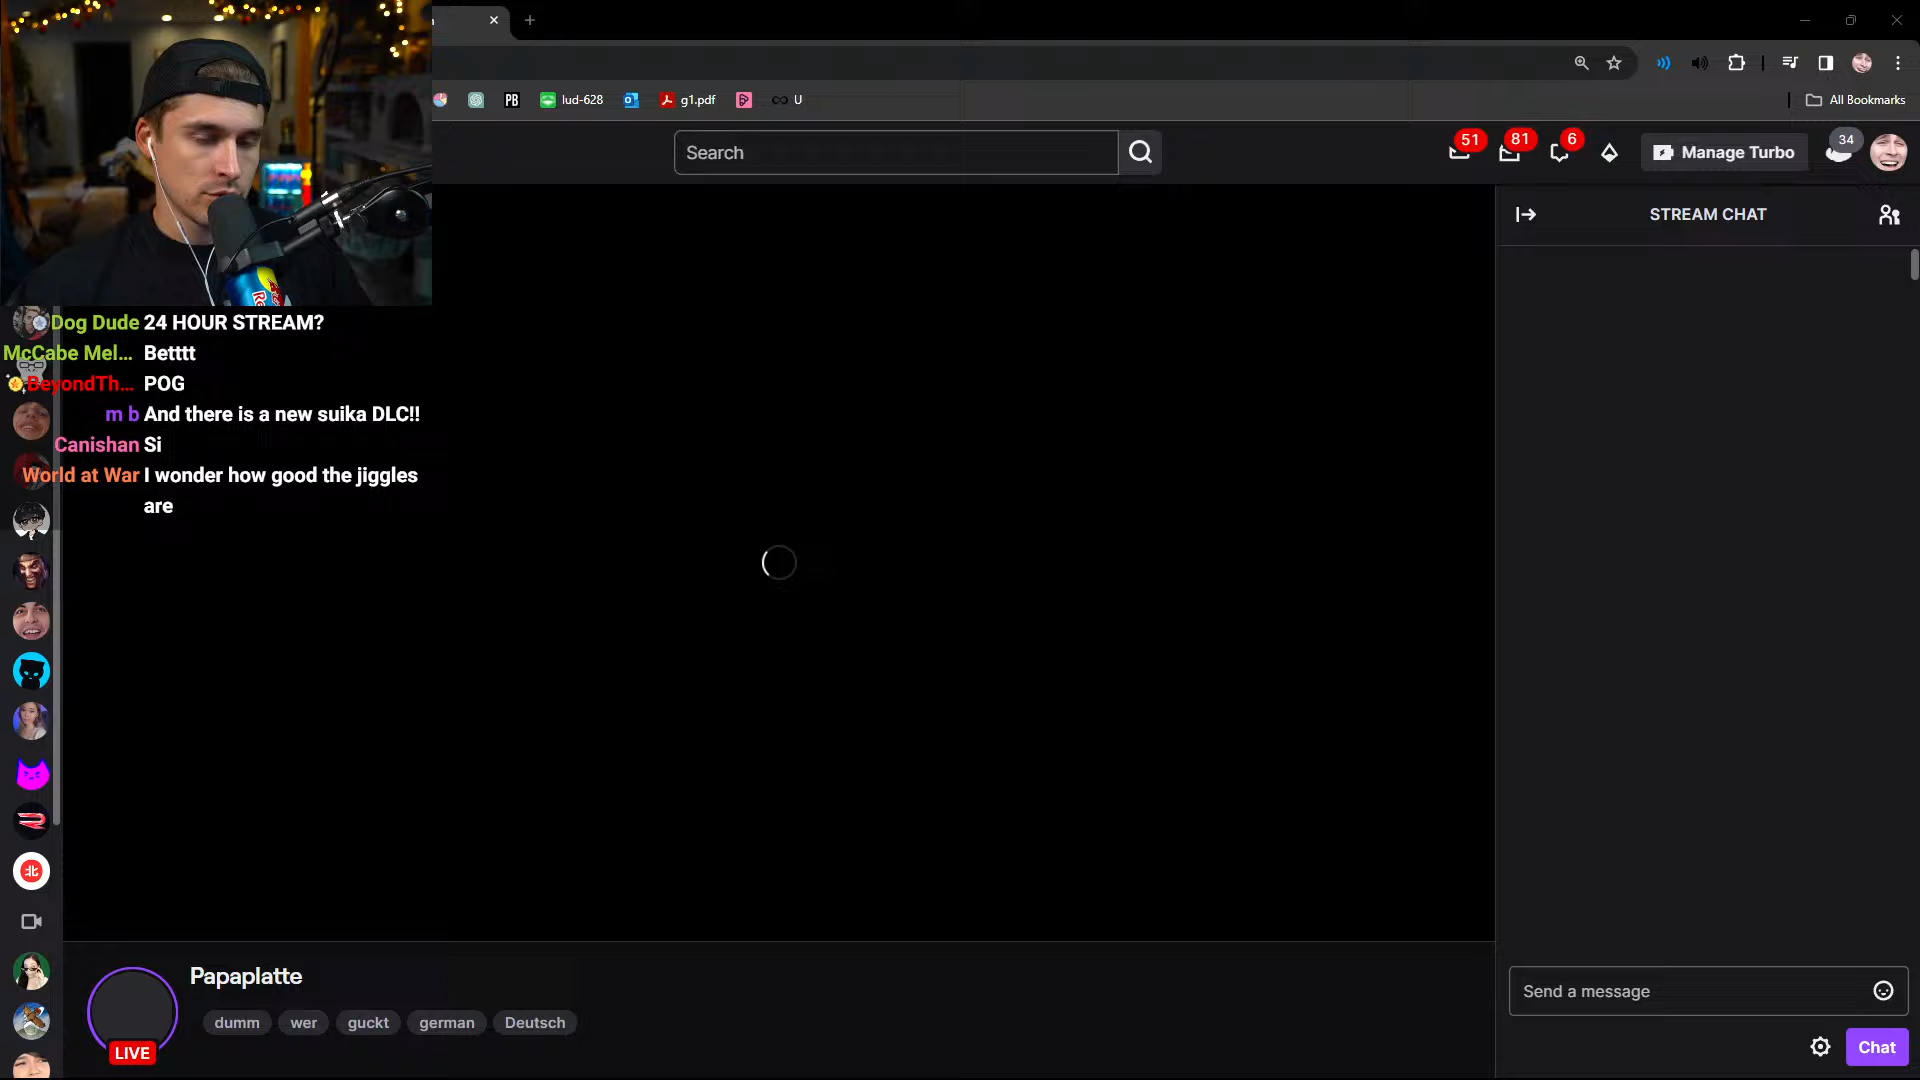 PB
lud-628
g1.pdf
U
All Bookmarks
Search
51
81
6
Manage Turbo
34
STREAM CHAT
Dog Dude 24 HOUR STREAM?
McCabe Mel... Betttt
BeyondTh... POG
m b And there is a new suika DLC!!
Canishan Si
World at War I wonder how good the jiggles
are
Papaplatte
dumm wer guckt german Deutsch
LIVE
Send a message
Chat